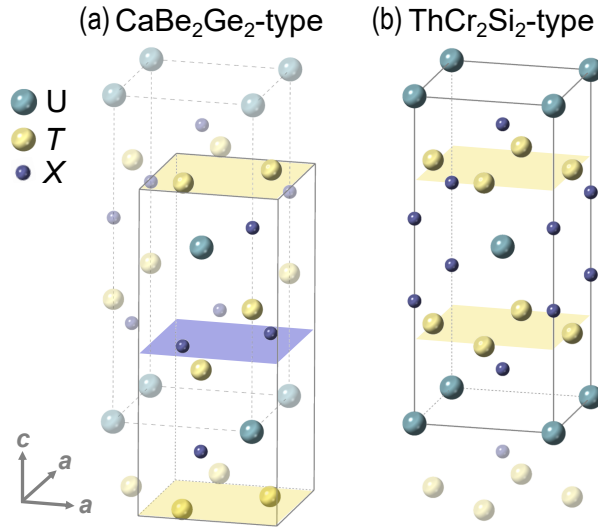 (a) CaBe₂Ge₂-type
(b) ThCr₂Si₂-type
U
T
X
c
a
a